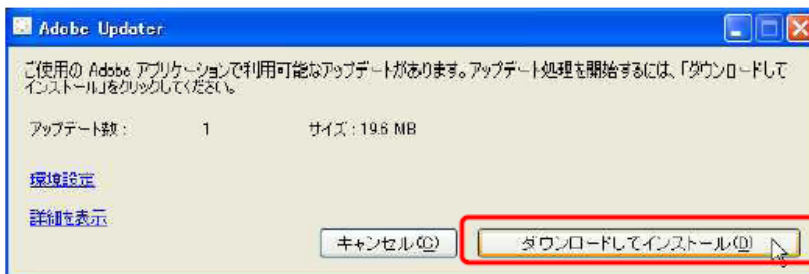 Adobe Updater
ご使用の Adobe アプリケーションで利用可能なアップデートがあります。アップデート処理を開始するには、「ダウンロードして
インストール」をクリックしてください。
アップデート数 : 1 サイズ : 19.6 MB
環境設定
詳細を表示
キャンセル(C) ダウンロードしてインストール(D)